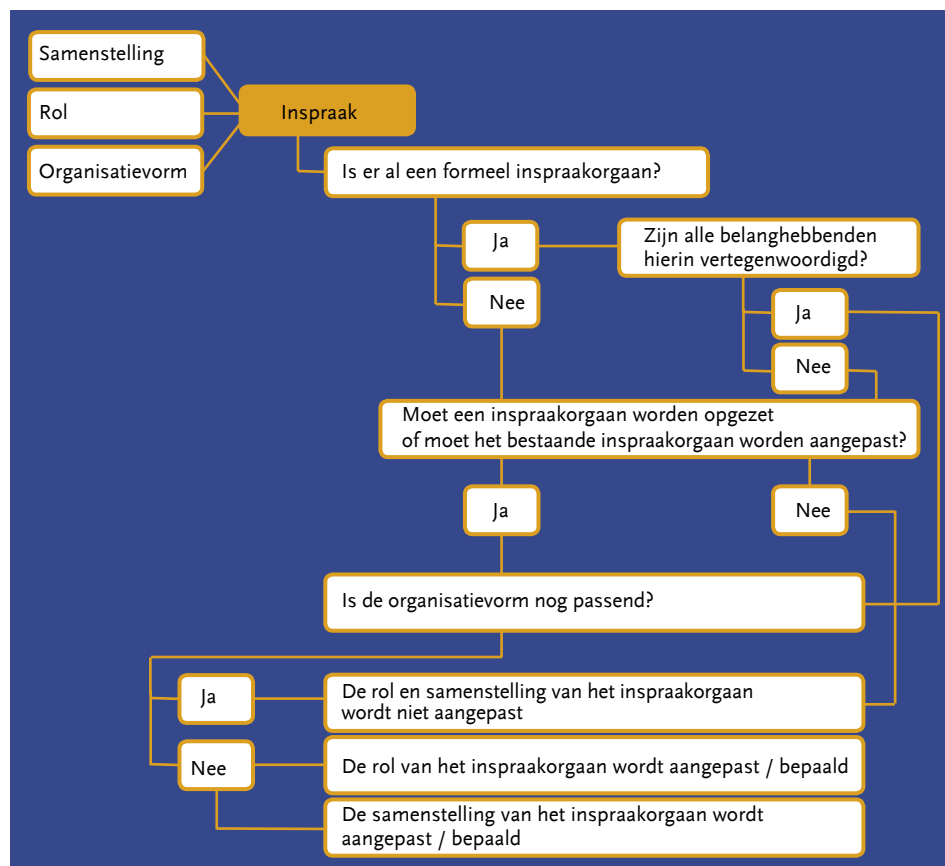 Samenstelling
Rol
Organisatievorm
Inspraak
Is er al een formeel inspraakorgaan?
Ja
Nee
Zijn alle belanghebbenden
hierin vertegenwoordigd?
Ja
Nee
Moet een inspraakorgaan worden opgezet
of moet het bestaande inspraakorgaan worden aangepast?
Ja
Nee
Is de organisatievorm nog passend?
Ja
De rol en samenstelling van het inspraakorgaan
wordt niet aangepast
Nee
De rol van het inspraakorgaan wordt aangepast / bepaald
De samenstelling van het inspraakorgaan wordt
aangepast / bepaald